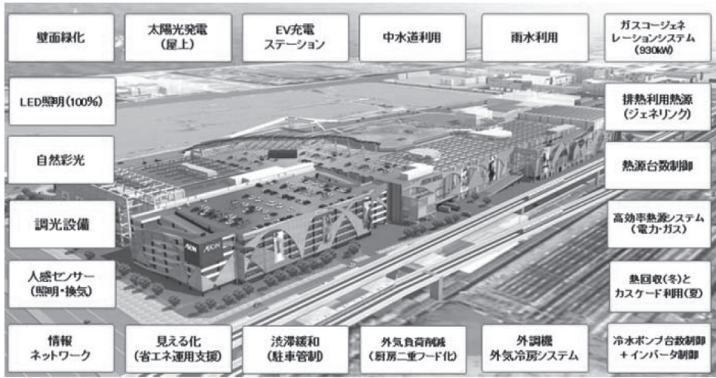 壁面緑化
太陽光発電
(屋上)
EV充電
ステーション
中水道利用
雨水利用
ガスコージェネ
レーションシステム
(930kW)
LED照明(100%)
排熱利用熱源
(ジェネリンク)
自然彩光
熱源台数制御
調光設備
高効率熱源システム
(電力・ガス)
人感センサー
(照明・換気)
熱回収(冬)と
カスケード利用(夏)
情報
ネットワーク
見える化
(省エネ運用支援)
渋滞緩和
(駐車管制)
外気負荷削減
(厨房二重フード化)
外調機
外気冷房システム
冷水ポンプ台数制御
+インバータ制御
AEON
AEON